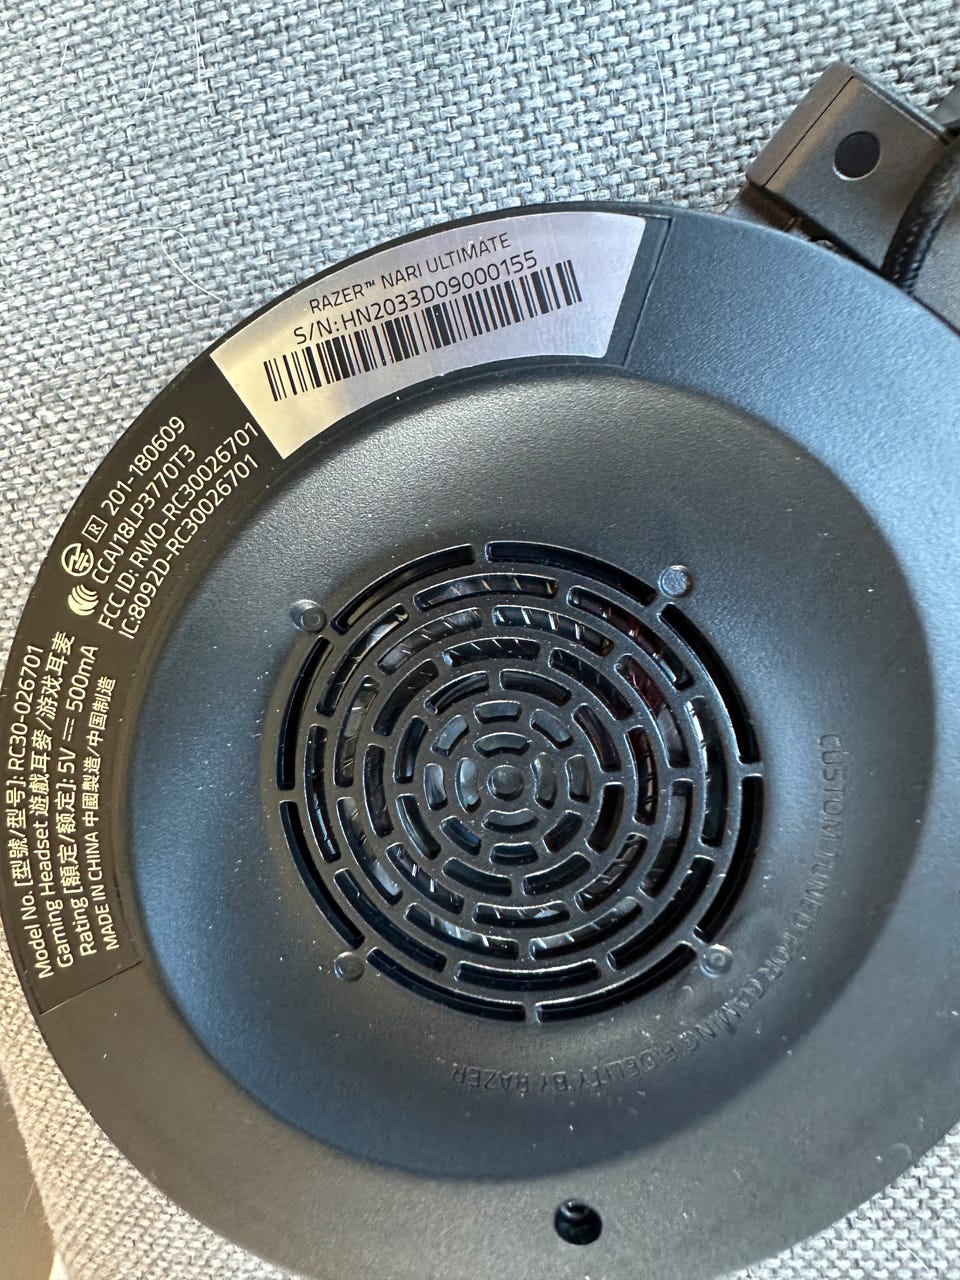 RAZER™ NARI ULTIMATE
S/N:HN2033D09000155
R 201-180609
CCAI18LP3770T3
FCC ID: RWO-RC30026701
IC:8092D-RC30026701
Model No. [型號/型号]: RC30-026701
Gaming Headset 遊戲耳麥/游戏耳麦
Rating [額定/额定]: 5V ⎓ 500mA
MADE IN CHINA 中國製造/中国制造
CUSTOM TUNED FOR GAMING FIDELITY BY RAZER